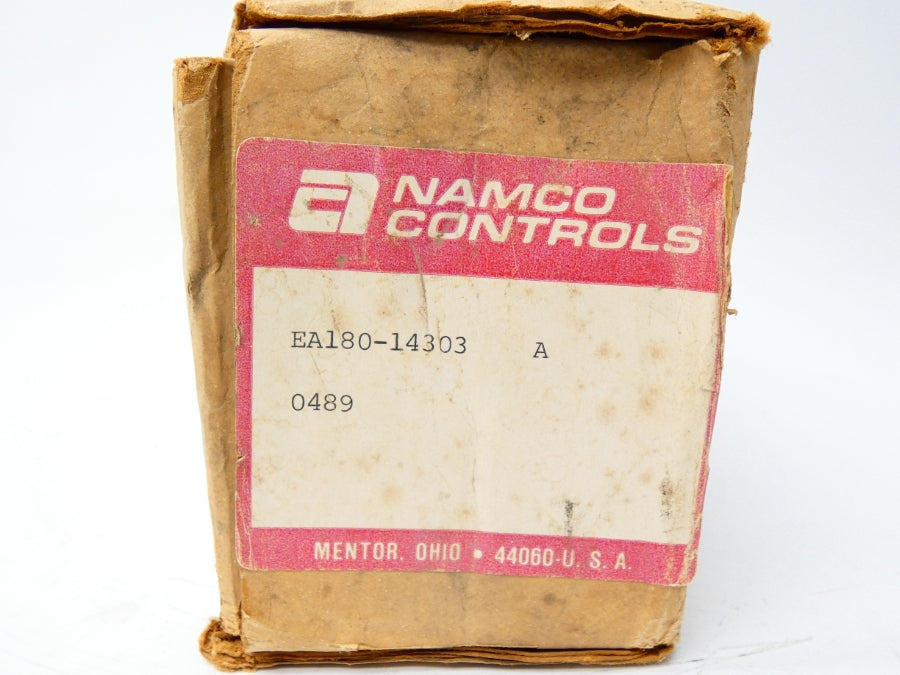 NAMCO
CONTROLS
EA180-14303 A
0489
MENTOR, OHIO • 44060-U. S. A.